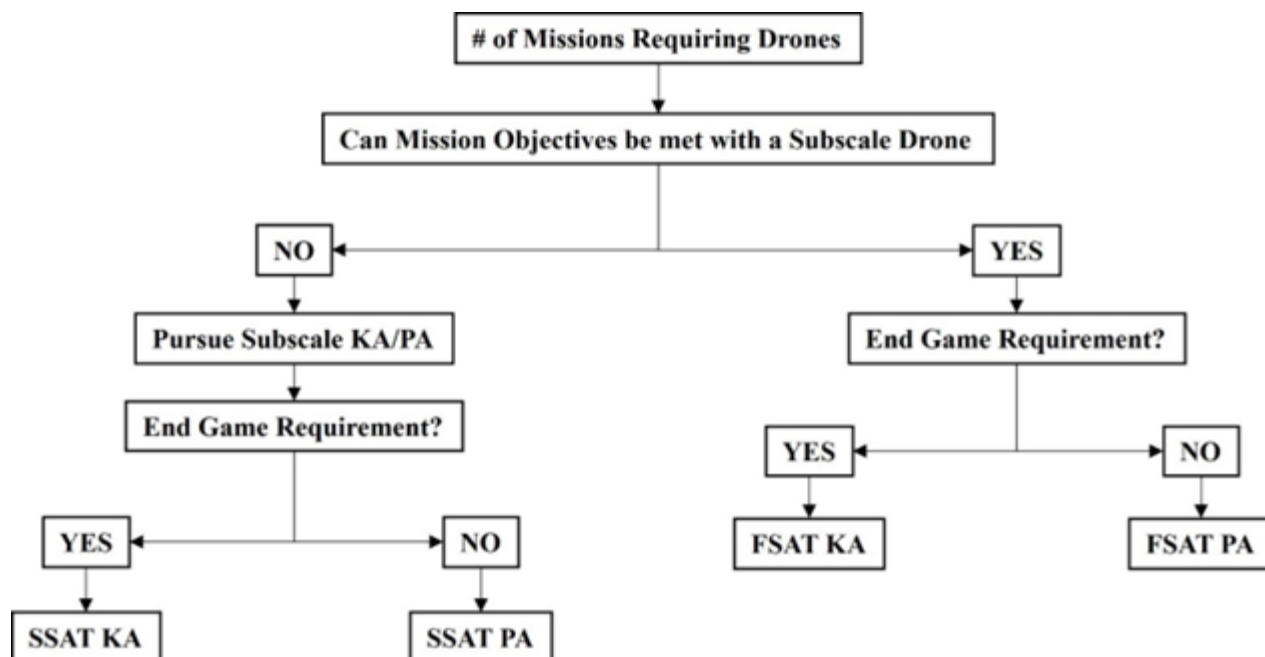 # of Missions Requiring Drones
Can Mission Objectives be met with a Subscale Drone
NO
YES
Pursue Subscale KA/PA
End Game Requirement?
End Game Requirement?
YES
NO
YES
NO
FSAT KA
FSAT PA
SSAT KA
SSAT PA